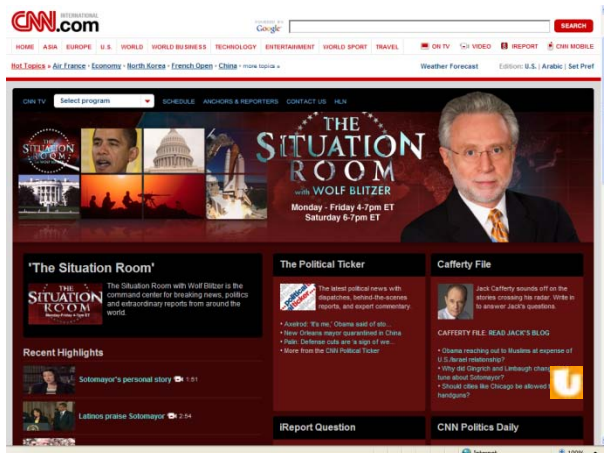 CNN INTERNATIONAL
.com
Google
SEARCH
HOME ASIA EUROPE U.S. WORLD WORLD BUSINESS TECHNOLOGY ENTERTAINMENT WORLD SPORT TRAVEL ON TV VIDEO IREPORT CNN MOBILE
Hot Topics » Air France • Economy • North Korea • French Open • China • more topics »
Weather Forecast Edition: U.S. | Arabic | Set Pref
CNN TV Select program SCHEDULE ANCHORS & REPORTERS CONTACT US HLN
THE
SITUATION
ROOM
with WOLF BLITZER
Monday - Friday 4-7pm ET
Saturday 6-7pm ET
THE
SITUATION
ROOM
'The Situation Room'
THE
SITUATION
ROOM
The Situation Room with Wolf Blitzer is the
command center for breaking news, politics
and extraordinary reports from around the
world.
Recent Highlights
Sotomayor's personal story 1:51
Latinos praise Sotomayor 2:54
The Political Ticker
political
ticker
The latest political news with
dispatches, behind-the-scenes
reports, and expert commentary.
• Axelrod: 'It's me,' Obama said of sto...
• New Orleans mayor quarantined in China
• Palin: Defense cuts are 'a sign of we...
• More from the CNN Political Ticker
iReport Question
Cafferty File
Jack Cafferty sounds off on the
stories crossing his radar. Write in
to answer Jack's questions.
CAFFERTY FILE: READ JACK'S BLOG
• Obama reaching out to Muslims at expense of
U.S./Israel relationship?
• Why did Gingrich and Limbaugh
tune about Sotomayor?
• Should cities like Chicago be allowed
handguns?
CNN Politics Daily
Internet
100%